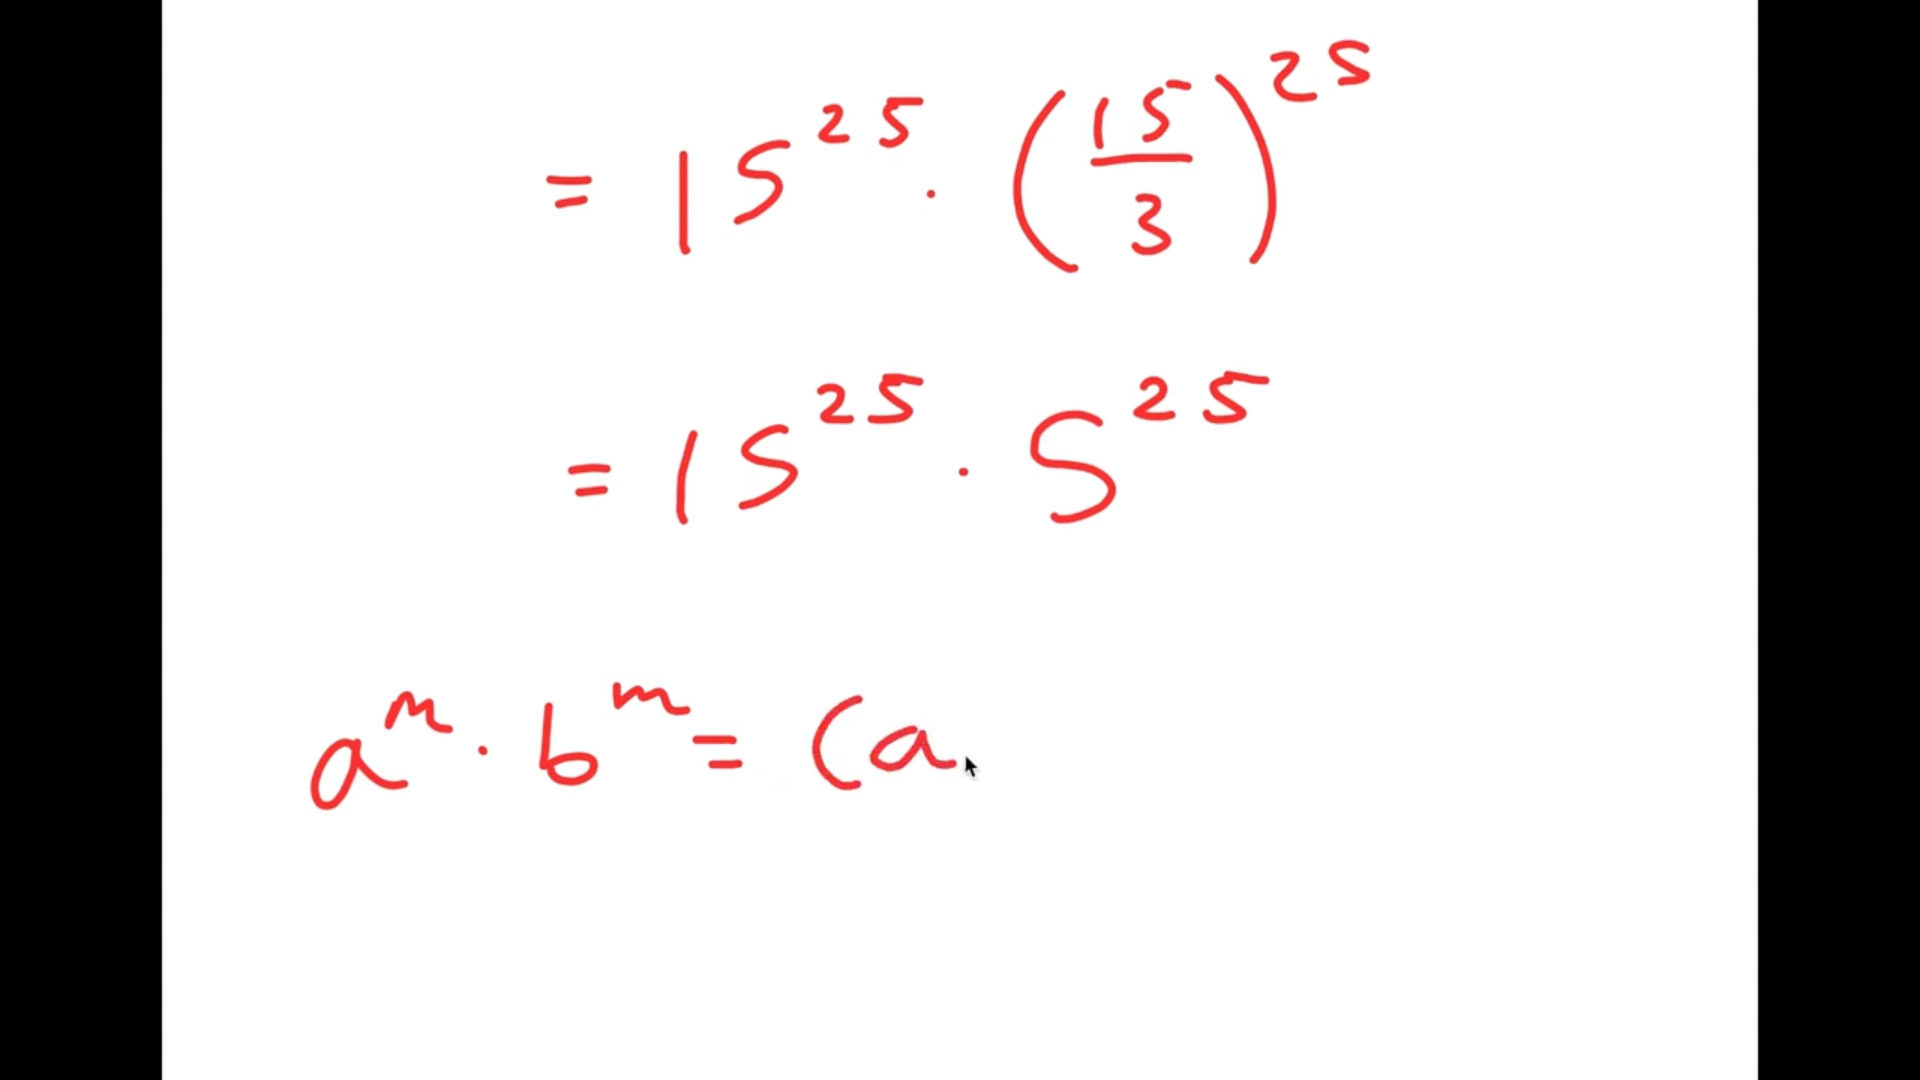 = 15^25 · (15/3)^25
= 15^25 · 5^25
a^m · b^m = (a